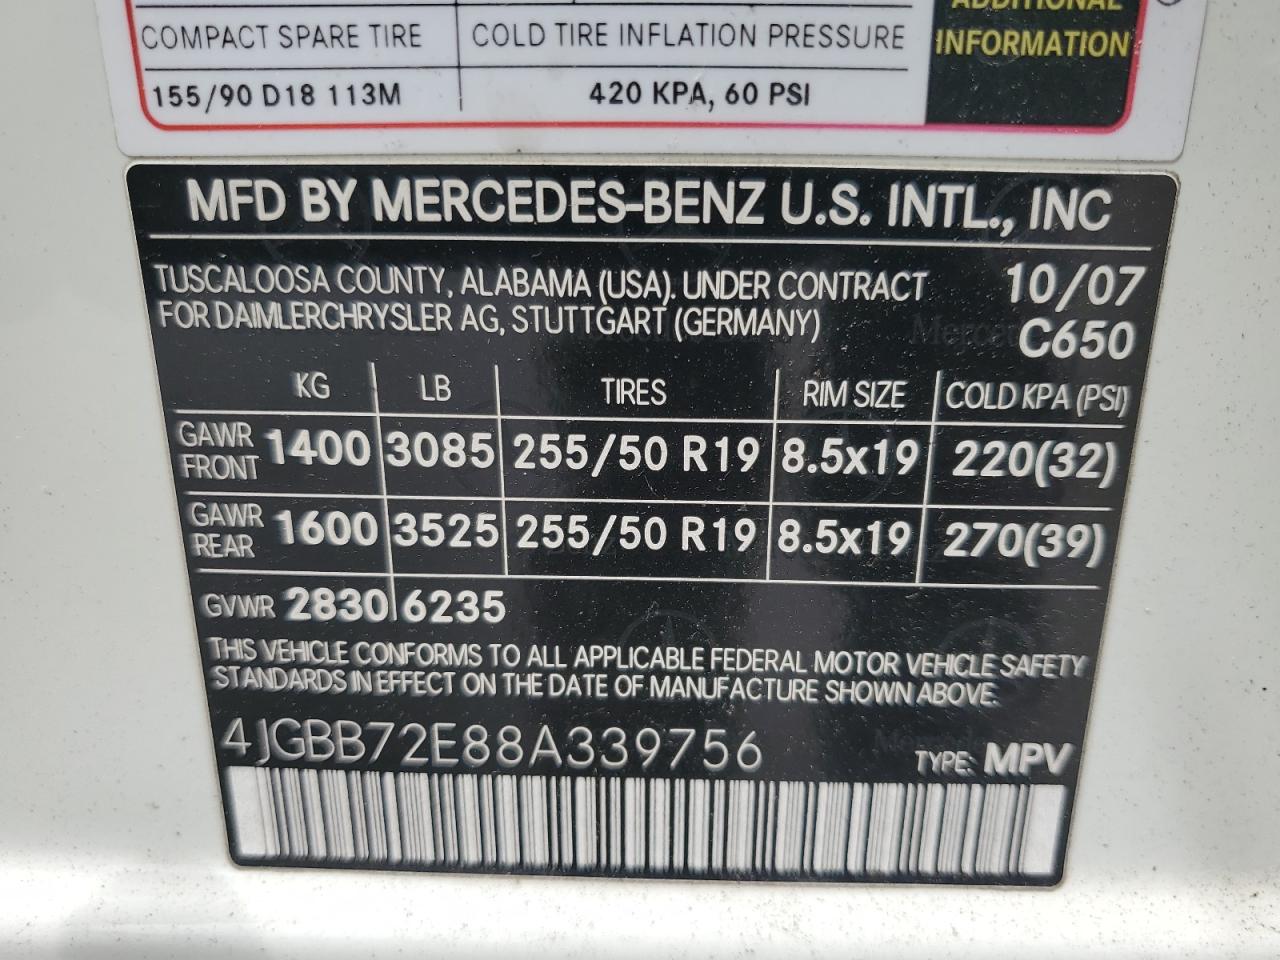 ADDITIONAL
COMPACT SPARE TIRE COLD TIRE INFLATION PRESSURE INFORMATION
155/90 D18 113M 420 KPA, 60 PSI
MFD BY MERCEDES-BENZ U.S. INTL., INC
TUSCALOOSA COUNTY, ALABAMA (USA). UNDER CONTRACT 10/07
FOR DAIMLERCHRYSLER AG, STUTTGART (GERMANY) C650
KG LB TIRES RIM SIZE COLD KPA (PSI)
GAWR FRONT 1400 3085 255/50 R19 8.5x19 220(32)
GAWR REAR 1600 3525 255/50 R19 8.5x19 270(39)
GVWR 2830 6235
THIS VEHICLE CONFORMS TO ALL APPLICABLE FEDERAL MOTOR VEHICLE SAFETY
STANDARDS IN EFFECT ON THE DATE OF MANUFACTURE SHOWN ABOVE.
4JGBB72E88A339756 TYPE: MPV